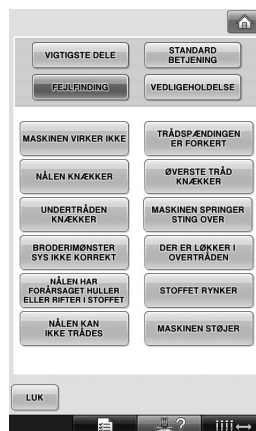 VIGTIGSTE DELE
STANDARD
BETJENING
FEJLFINDING
VEDLIGEHOLDELSE
MASKINEN VIRKER IKKE
TRÅDSPÆNDINGEN
ER FORKERT
NÅLEN KNÆKKER
ØVERSTE TRÅD
KNÆKKER
UNDERTRÅDEN
KNÆKKER
MASKINEN SPRINGER
STING OVER
BRODERIMØNSTER
SYS IKKE KORREKT
DER ER LØKKER I
OVERTRÅDEN
NÅLEN HAR
FORÅRSAGET HULLER
ELLER RIFTER I STOFFET
STOFFET RYNKER
NÅLEN KAN
IKKE TRÅDES
MASKINEN STØJER
LUK
?